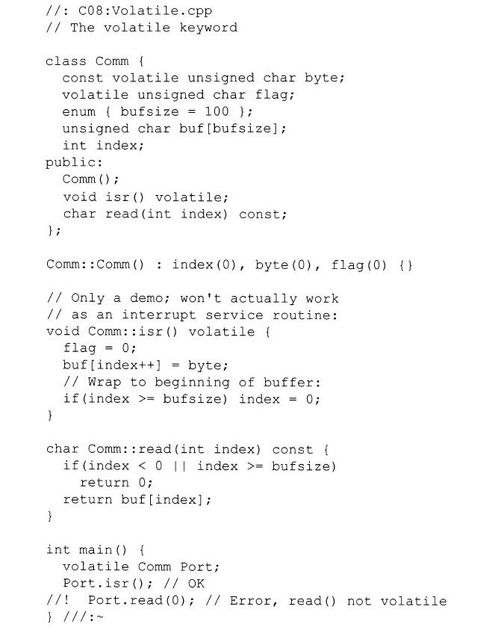 //: C08:Volatile.cpp
// The volatile keyword

class Comm {
  const volatile unsigned char byte;
  volatile unsigned char flag;
  enum { bufsize = 100 };
  unsigned char buf[bufsize];
  int index;
public:
  Comm();
  void isr() volatile;
  char read(int index) const;
};

Comm::Comm() : index(0), byte(0), flag(0) {}

// Only a demo; won't actually work
// as an interrupt service routine:
void Comm::isr() volatile {
  flag = 0;
  buf[index++] = byte;
  // Wrap to beginning of buffer:
  if(index >= bufsize) index = 0;
}

char Comm::read(int index) const {
  if(index < 0 || index >= bufsize)
    return 0;
  return buf[index];
}

int main() {
  volatile Comm Port;
  Port.isr(); // OK
//!  Port.read(0); // Error, read() not volatile
} ///:~